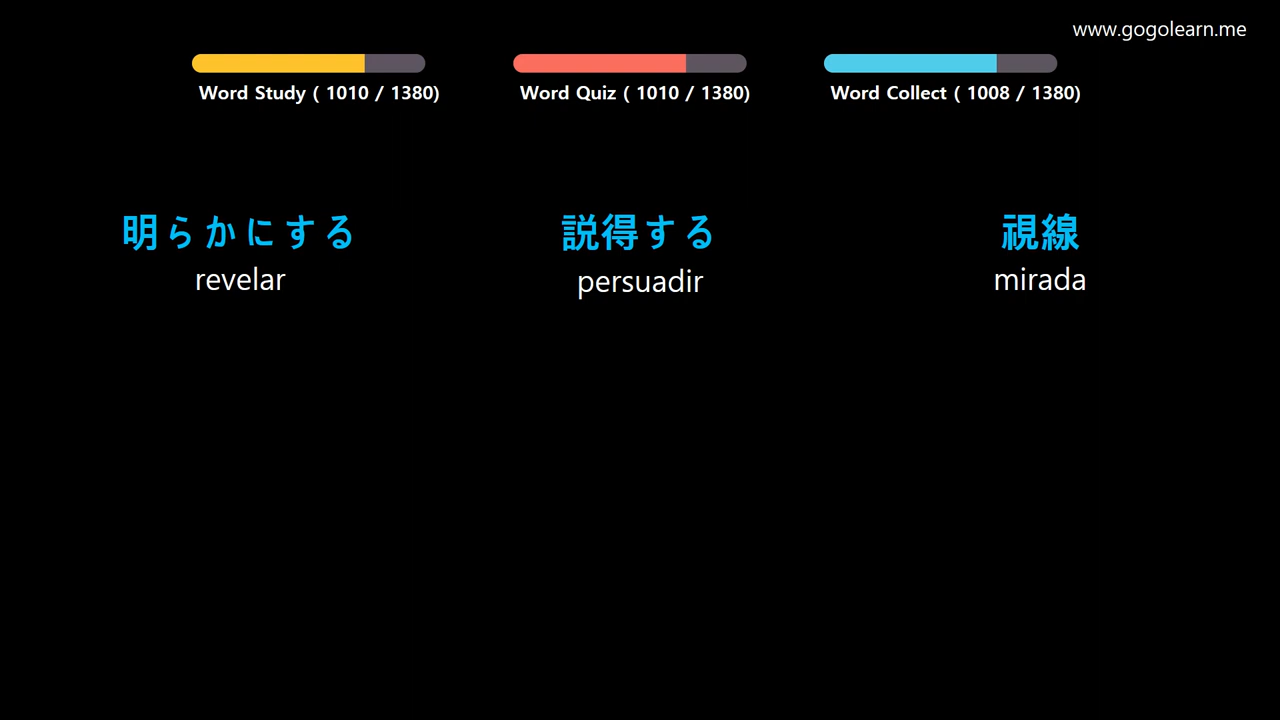 www.gogolearn.me
Word Study ( 1010 / 1380)
Word Quiz ( 1010 / 1380)
Word Collect ( 1008 / 1380)
明らかにする
revelar
説得する
persuadir
視線
mirada